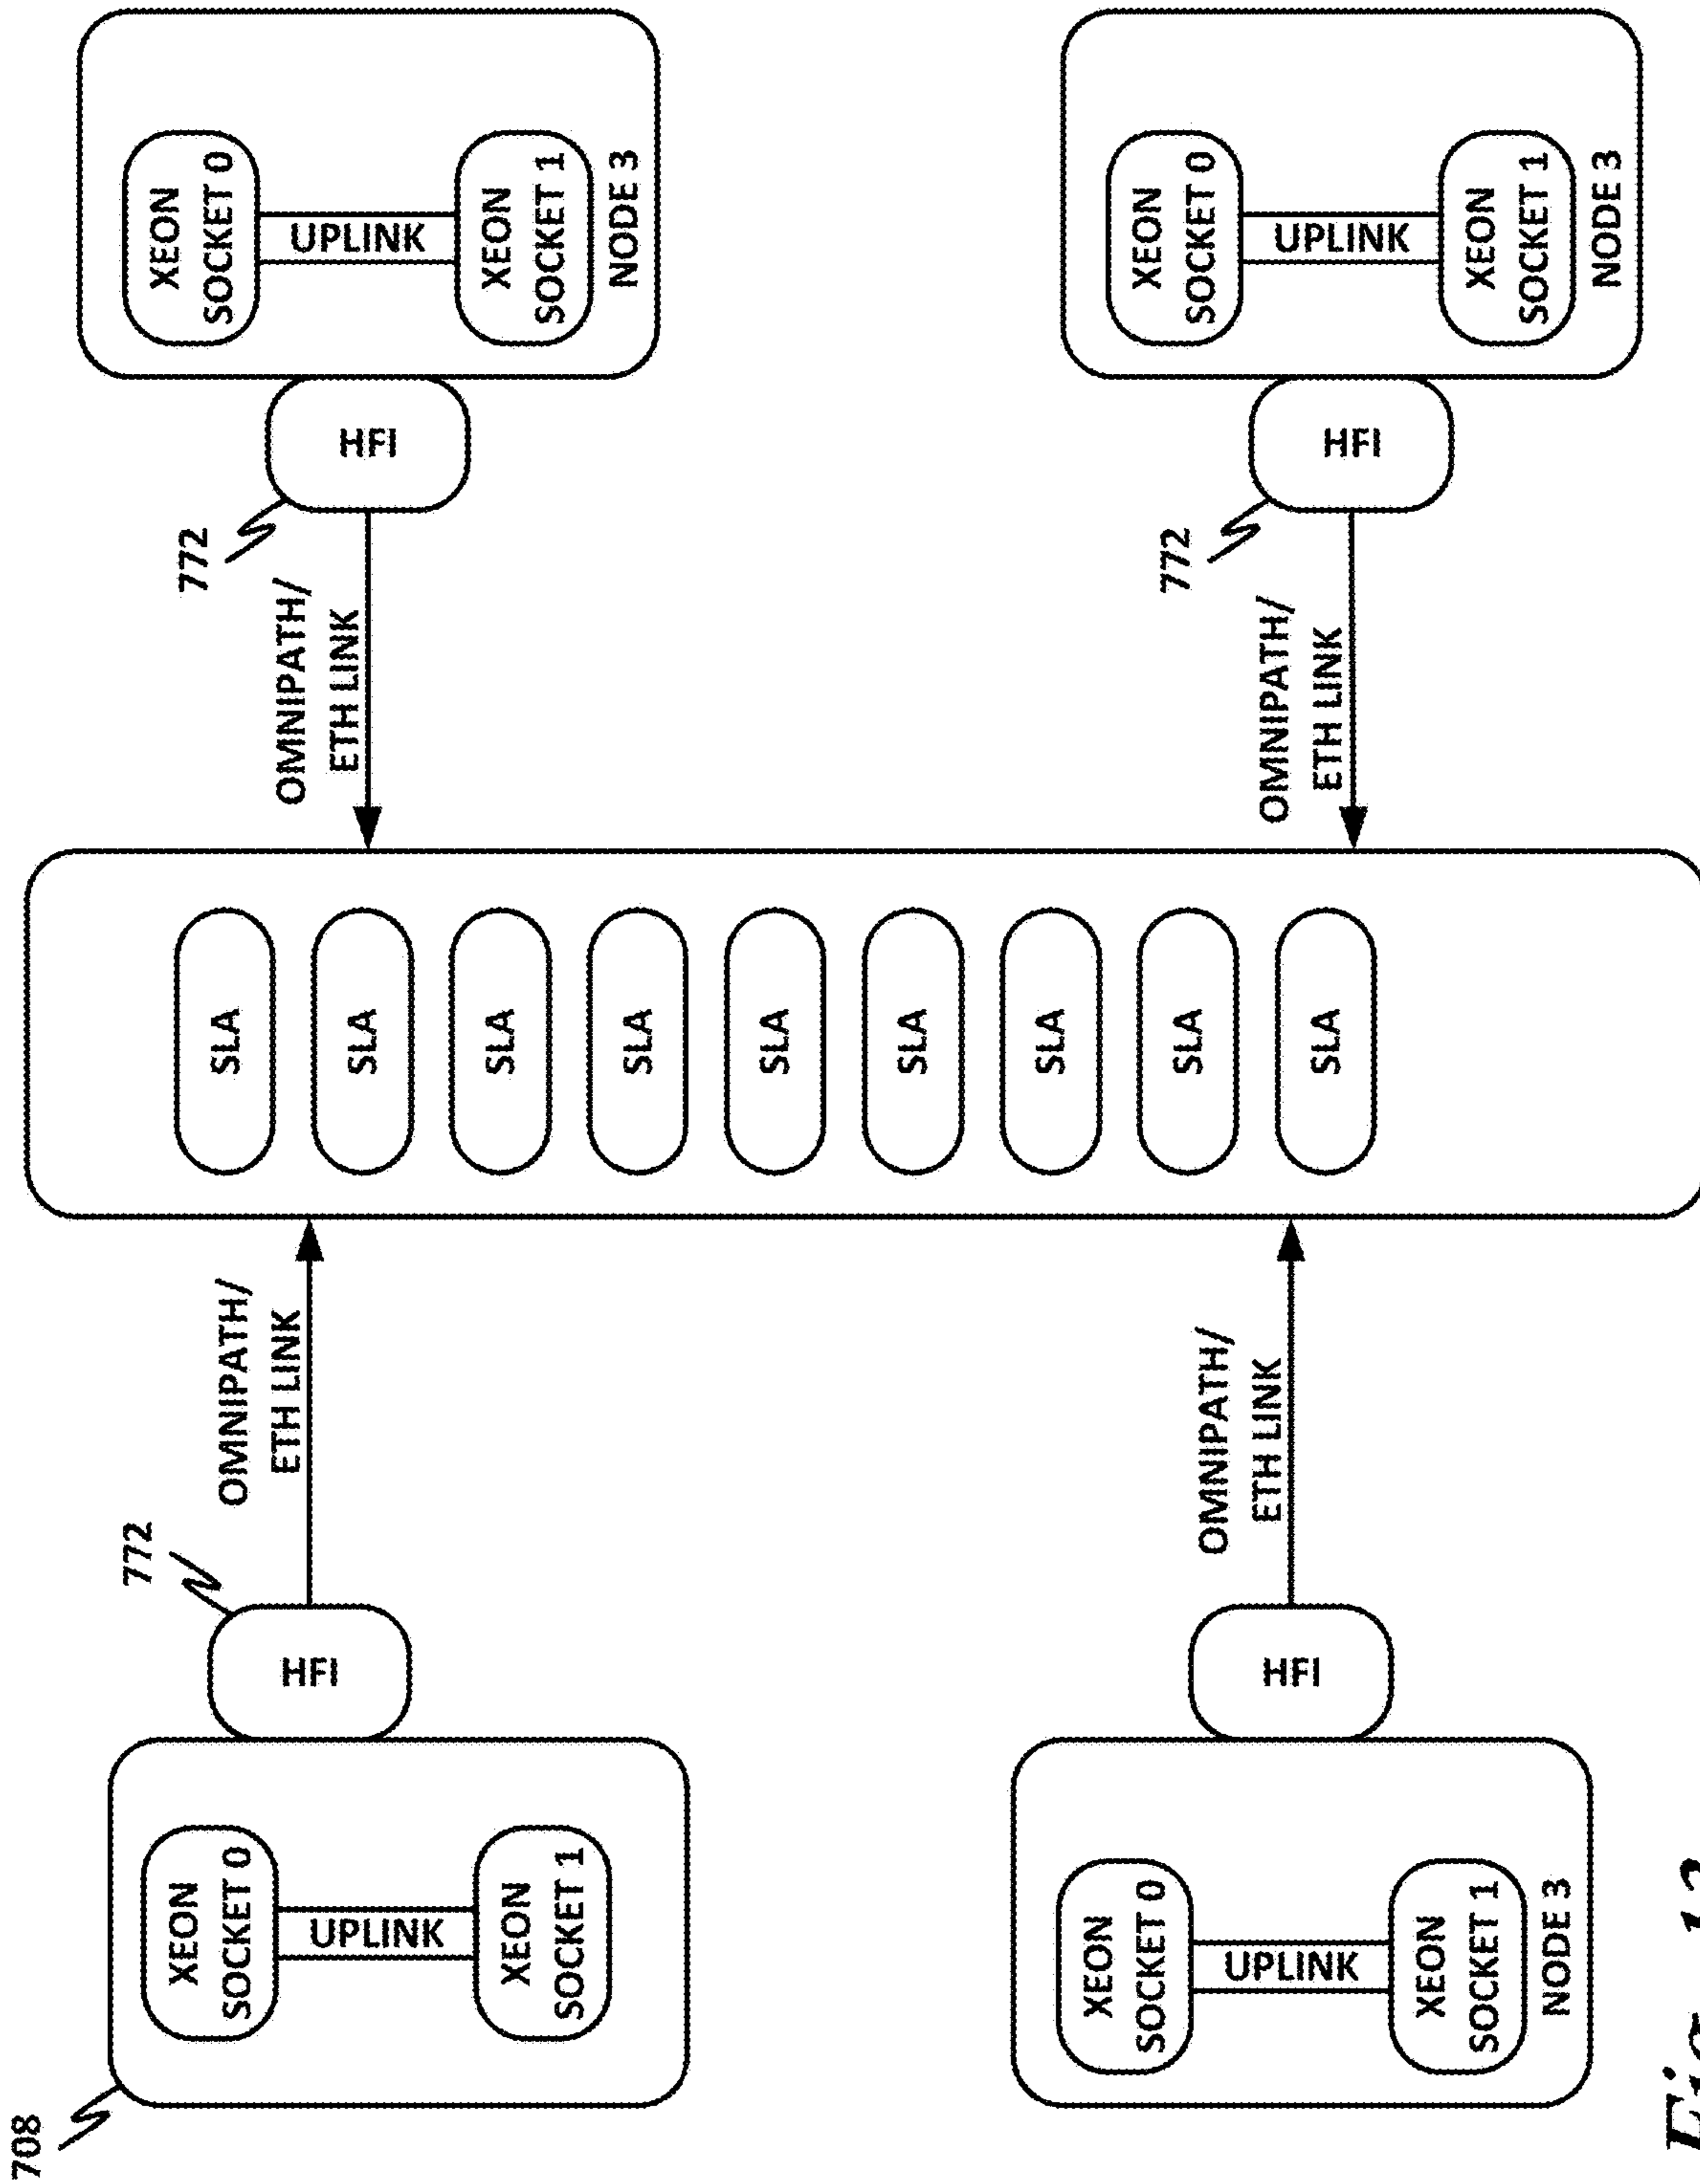 708
XEON
SOCKET 0
UPLINK
XEON
SOCKET 1
772
HFI
OMNIPATH/
ETH LINK
SLA
SLA
SLA
SLA
SLA
SLA
SLA
SLA
SLA
OMNIPATH/
ETH LINK
772
HFI
XEON
SOCKET 0
UPLINK
XEON
SOCKET 1
NODE 3
XEON
SOCKET 0
UPLINK
XEON
SOCKET 1
NODE 3
HFI
OMNIPATH/
ETH LINK
OMNIPATH/
ETH LINK
772
HFI
XEON
SOCKET 0
UPLINK
XEON
SOCKET 1
NODE 3
Fig.